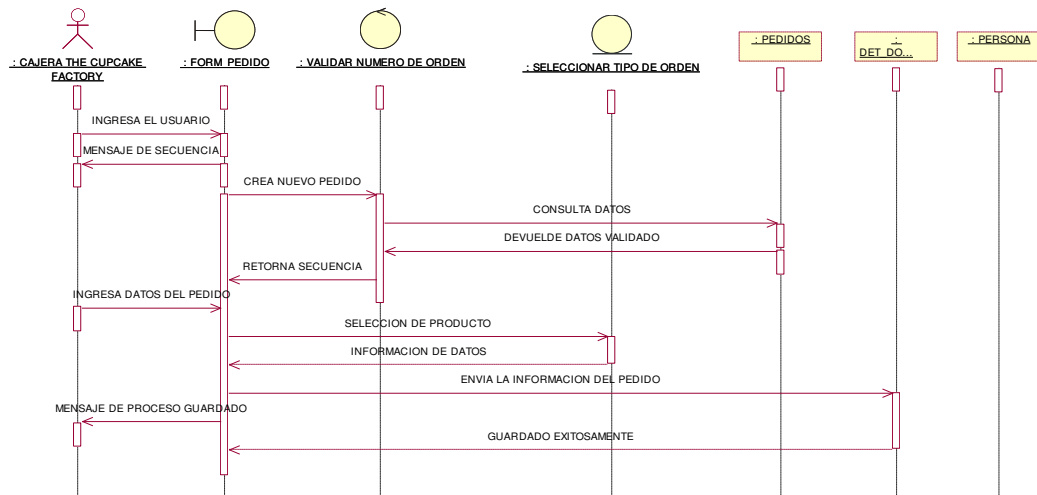 : CAJERA THE CUPCAKE
FACTORY
: FORM PEDIDO
: VALIDAR NUMERO DE ORDEN
: SELECCIONAR TIPO DE ORDEN
: PEDIDOS
:
DET_DO...
: PERSONA
INGRESA EL USUARIO
MENSAJE DE SECUENCIA
CREA NUEVO PEDIDO
CONSULTA DATOS
DEVUELDE DATOS VALIDADO
RETORNA SECUENCIA
INGRESA DATOS DEL PEDIDO
SELECCION DE PRODUCTO
INFORMACION DE DATOS
ENVIA LA INFORMACION DEL PEDIDO
MENSAJE DE PROCESO GUARDADO
GUARDADO EXITOSAMENTE